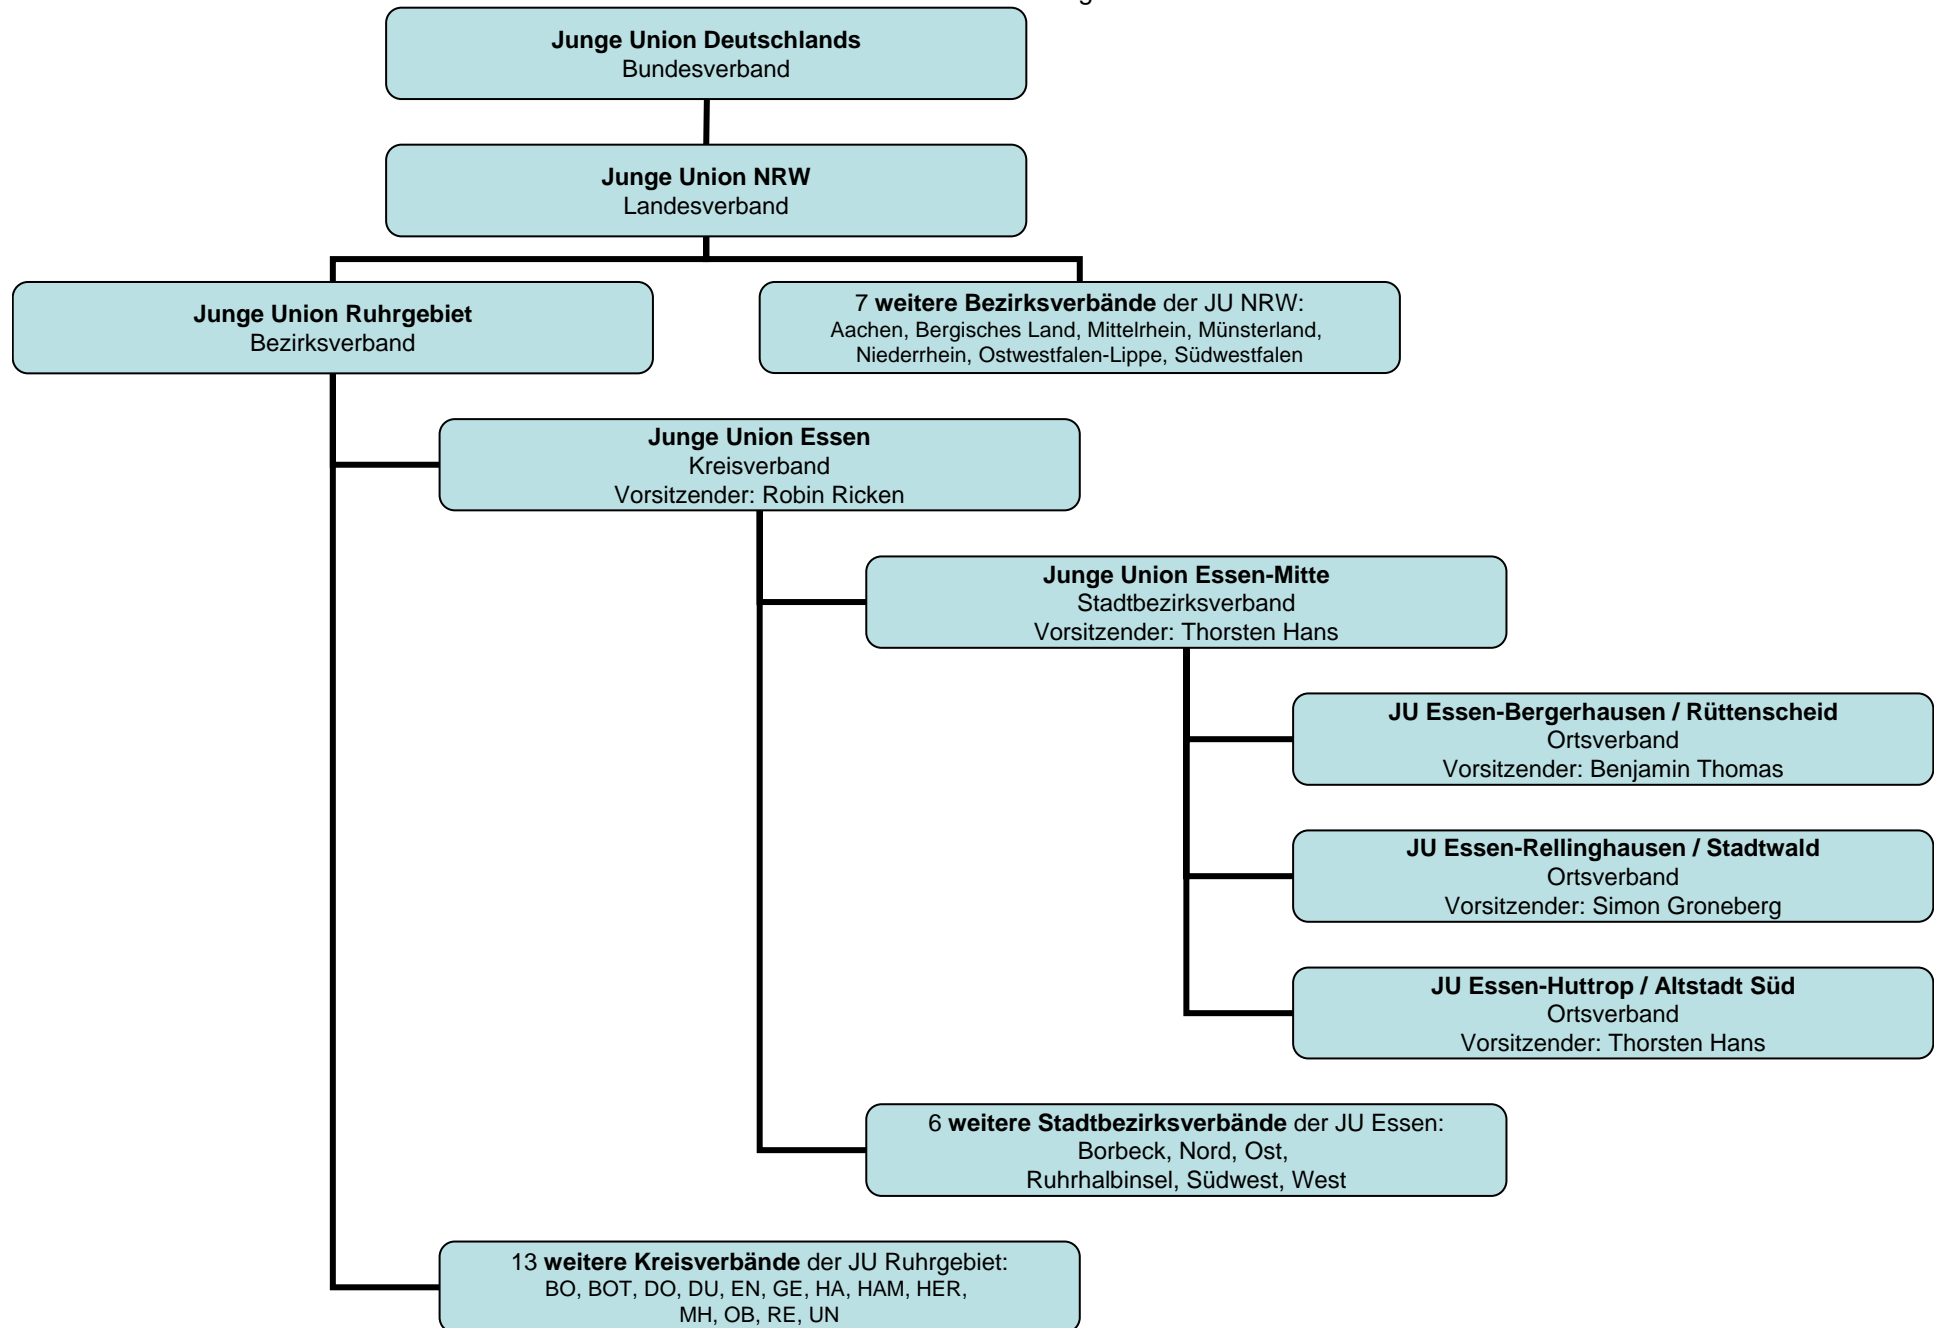 Junge Union Deutschlands
Bundesverband
Junge Union NRW
Landesverband
Junge Union Ruhrgebiet
Bezirksverband
7 weitere Bezirksverbände der JU NRW:
Aachen, Bergisches Land, Mittelrhein, Münsterland,
Niederrhein, Ostwestfalen-Lippe, Südwestfalen
Junge Union Essen
Kreisverband
Vorsitzender: Robin Ricken
Junge Union Essen-Mitte
Stadtbezirksverband
Vorsitzender: Thorsten Hans
JU Essen-Bergerhausen / Rüttenscheid
Ortsverband
Vorsitzender: Benjamin Thomas
JU Essen-Rellinghausen / Stadtwald
Ortsverband
Vorsitzender: Simon Groneberg
JU Essen-Huttrop / Altstadt Süd
Ortsverband
Vorsitzender: Thorsten Hans
6 weitere Stadtbezirksverbände der JU Essen:
Borbeck, Nord, Ost,
Ruhrhalbinsel, Südwest, West
13 weitere Kreisverbände der JU Ruhrgebiet:
BO, BOT, DO, DU, EN, GE, HA, HAM, HER,
MH, OB, RE, UN